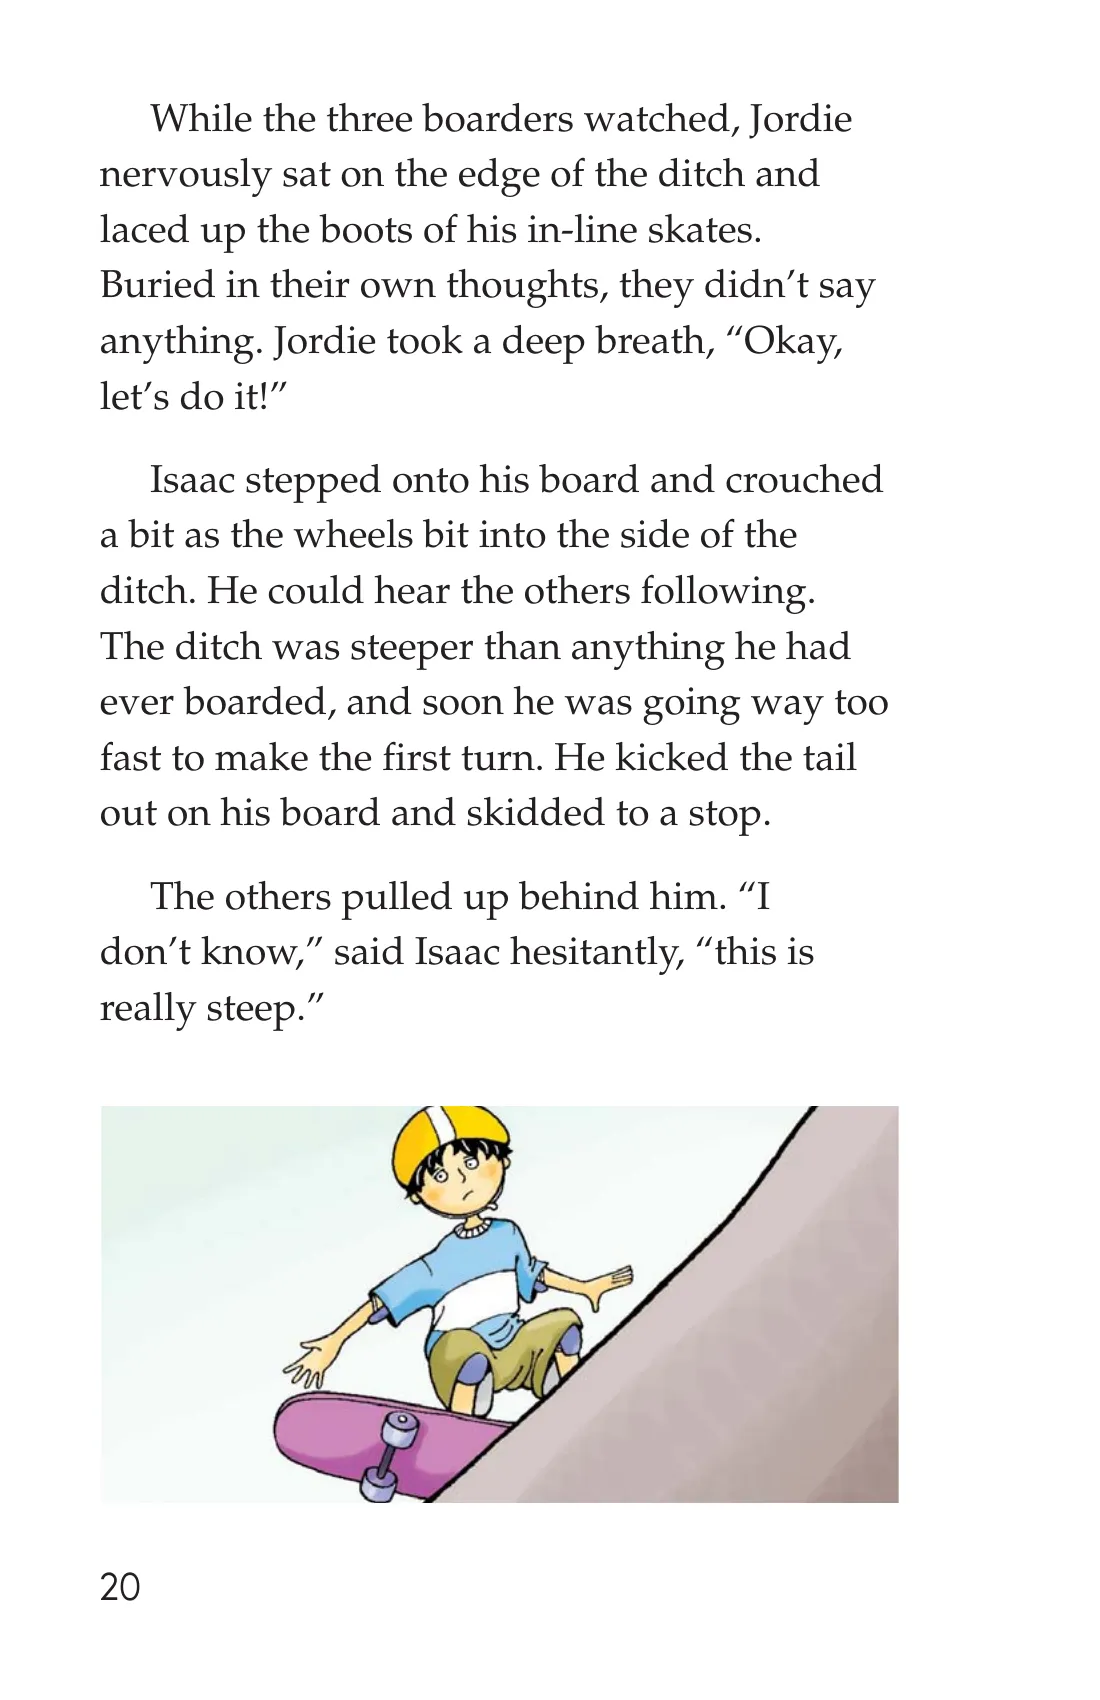 While the three boarders watched, Jordie
nervously sat on the edge of the ditch and
laced up the boots of his in-line skates.
Buried in their own thoughts, they didn’t say
anything. Jordie took a deep breath, “Okay,
let’s do it!”
Isaac stepped onto his board and crouched
a bit as the wheels bit into the side of the
ditch. He could hear the others following.
The ditch was steeper than anything he had
ever boarded, and soon he was going way too
fast to make the first turn. He kicked the tail
out on his board and skidded to a stop.
The others pulled up behind him. “I
don’t know,” said Isaac hesitantly, “this is
really steep.”
20